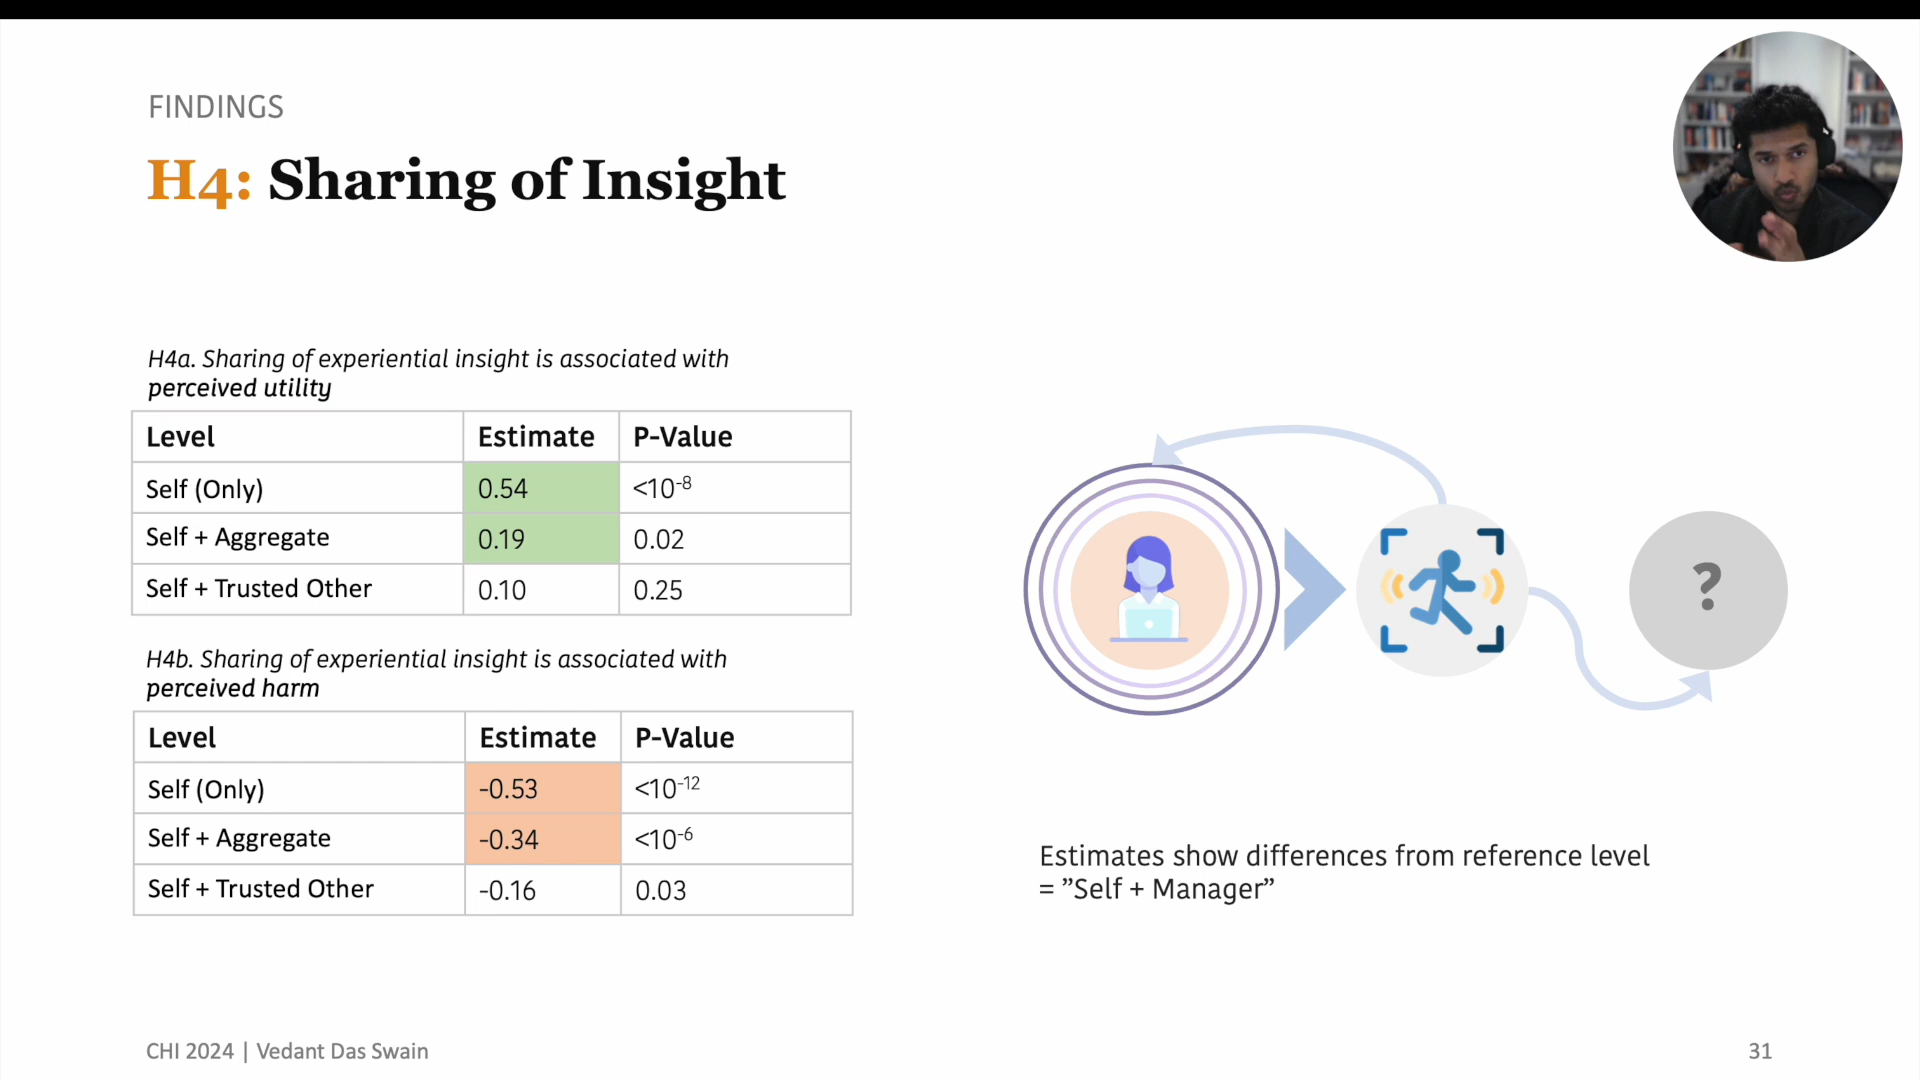 FINDINGS
H4: Sharing of Insight
H4a. Sharing of experiential insight is associated with
perceived utility
Level Estimate P-Value
Self (Only) 0.54 <10⁻⁸
Self + Aggregate 0.19 0.02
Self + Trusted Other 0.10 0.25
H4b. Sharing of experiential insight is associated with
perceived harm
Level Estimate P-Value
Self (Only) -0.53 <10⁻¹²
Self + Aggregate -0.34 <10⁻⁶
Self + Trusted Other -0.16 0.03
?
Estimates show differences from reference level
= ”Self + Manager”
CHI 2024 | Vedant Das Swain
31